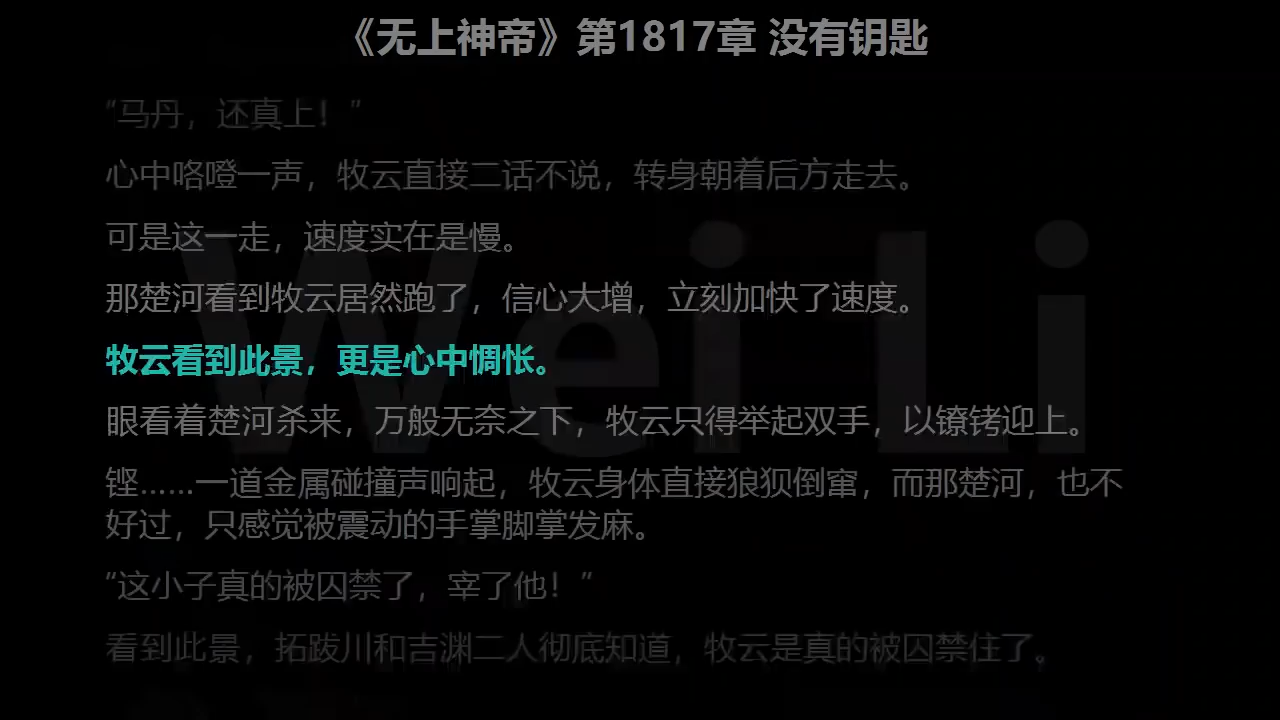 《无上神帝》第1817章 没有钥匙
“马丹，还真上！”
心中咯噔一声，牧云直接二话不说，转身朝着后方走去。
可是这一走，速度实在是慢。
那楚河看到牧云居然跑了，信心大增，立刻加快了速度。
牧云看到此景，更是心中惆怅。
眼看着楚河杀来，万般无奈之下，牧云只得举起双手，以镣铐迎上。
铿……一道金属碰撞声响起，牧云身体直接狼狈倒窜，而那楚河，也不
好过，只感觉被震动的手掌脚掌发麻。
“这小子真的被囚禁了，宰了他！”
看到此景，拓跋川和吉渊二人彻底知道，牧云是真的被囚禁住了。
Wei Li